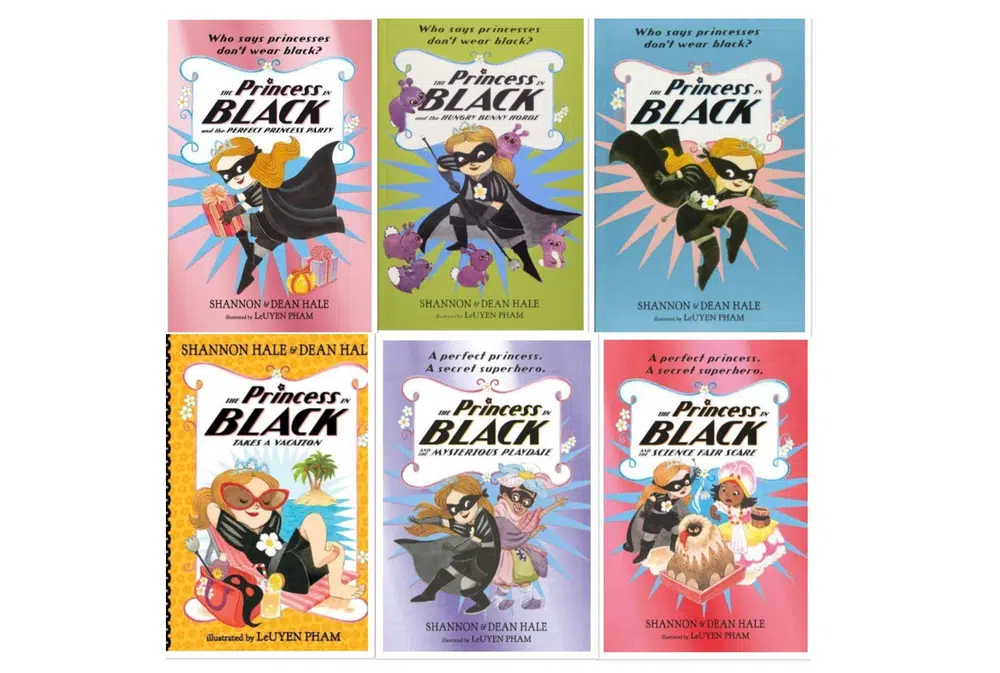 Who says princesses
don't wear black?
THE Princess IN
BLACK
and the PERFECT PRINCESS PARTY
SHANNON & DEAN HALE
illustrated by LeUYEN PHAM
Who says princesses
don't wear black?
THE Princess IN
BLACK
and the HUNGRY BUNNY HORDE
SHANNON & DEAN HALE
illustrated by LeUYEN PHAM
Who says princesses
don't wear black?
THE Princess IN
BLACK
SHANNON & DEAN HALE
illustrated by LeUYEN PHAM
SHANNON HALE & DEAN HAL
THE Princess IN
BLACK
TAKES A VACATION
illustrated by LeUYEN PHAM
A perfect princess.
A secret superhero.
THE Princess IN
BLACK
AND THE MYSTERIOUS PLAYDATE
SHANNON & DEAN HALE
illustrated by LeUYEN PHAM
A perfect princess.
A secret superhero.
THE Princess IN
BLACK
AND THE SCIENCE FAIR SCARE
SHANNON & DEAN HALE
illustrated by LeUYEN PHAM